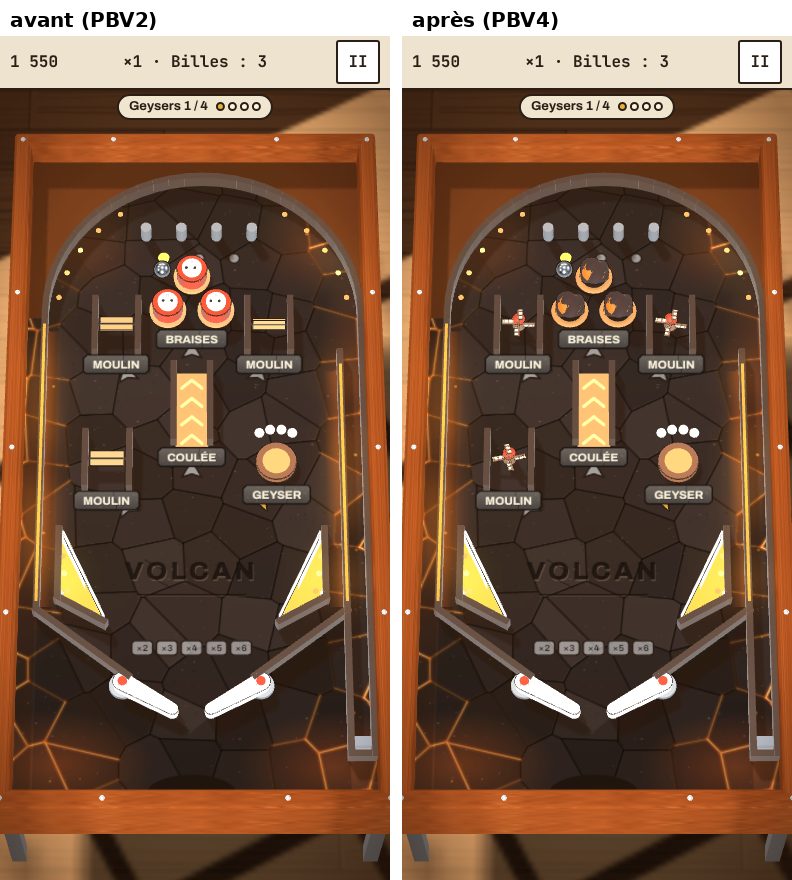 avant (PBV2)
1 550 ×1 · Billes : 3 II
Geysers 1 / 4
BRAISES
MOULIN MOULIN
COULÉE
MOULIN GEYSER
VOLCAN
×2 ×3 ×4 ×5 ×6
après (PBV4)
1 550 ×1 · Billes : 3 II
Geysers 1 / 4
BRAISES
MOULIN MOULIN
COULÉE
MOULIN GEYSER
VOLCAN
×2 ×3 ×4 ×5 ×6